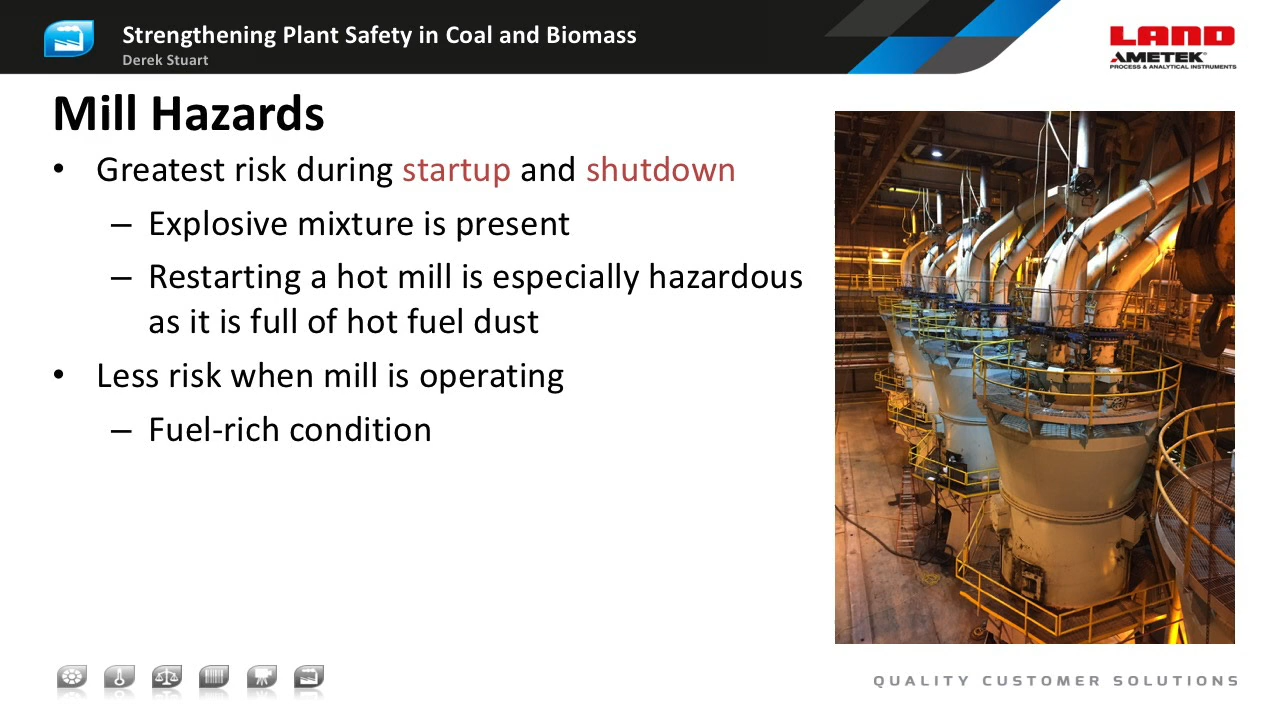 Strengthening Plant Safety in Coal and Biomass
Derek Stuart
LAND
AMETEK®
PROCESS & ANALYTICAL INSTRUMENTS
Mill Hazards
• Greatest risk during startup and shutdown
– Explosive mixture is present
– Restarting a hot mill is especially hazardous
as it is full of hot fuel dust
• Less risk when mill is operating
– Fuel-rich condition
QUALITY CUSTOMER SOLUTIONS